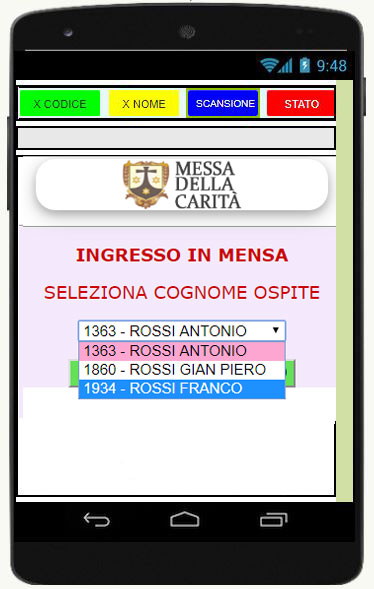 9:48
X CODICE X NOME SCANSIONE STATO
MESSA
DELLA
CARITÀ
INGRESSO IN MENSA
SELEZIONA COGNOME OSPITE
1363 - ROSSI ANTONIO
1363 - ROSSI ANTONIO
1860 - ROSSI GIAN PIERO
1934 - ROSSI FRANCO